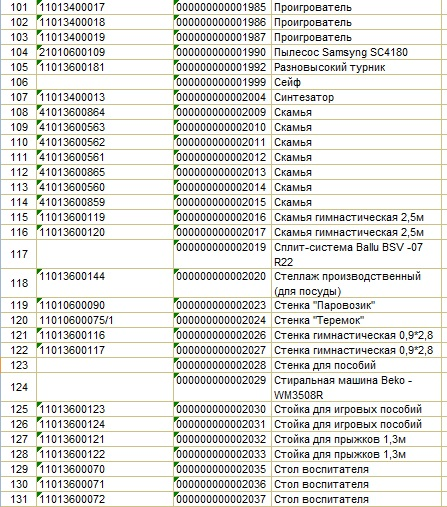 101 11013400017 000000000001985 Проигрователь
102 11013400018 000000000001986 Проигрователь
103 11013400019 000000000001987 Проигрователь
104 21010600109 000000000001990 Пылесос Samsyng SC4180
105 11013600181 000000000001992 Разновысокий турник
106 000000000001999 Сейф
107 11013400013 000000000002004 Синтезатор
108 41013600864 000000000002009 Скамья
109 41013600563 000000000002010 Скамья
110 41013600562 000000000002011 Скамья
111 41013600561 000000000002012 Скамья
112 41013600865 000000000002013 Скамья
113 41013600560 000000000002014 Скамья
114 41013600859 000000000002015 Скамья
115 11013600119 000000000002016 Скамья гимнастическая 2,5м
116 11013600120 000000000002017 Скамья гимнастическая 2,5м
117 000000000002019 Сплит-система Ballu BSV -07
R22
118 11013600144 000000000002020 Стеллаж производственный
(для посуды)
119 11010600090 000000000002023 Стенка "Паровозик"
120 11010600075/1 000000000002024 Стенка "Теремок"
121 11013600116 000000000002026 Стенка гимнастическая 0,9*2,8
122 11013600117 000000000002027 Стенка гимнастическая 0,9*2,8
123 000000000002028 Стенка для пособий
124 000000000002029 Стиральная машина Beko -
WM3508R
125 11013600123 000000000002030 Стойка для игровых пособий
126 11013600124 000000000002031 Стойка для игровых пособий
127 11013600121 000000000002032 Стойка для прыжков 1,3м
128 11013600122 000000000002033 Стойка для прыжков 1,3м
129 11013600070 000000000002035 Стол воспитателя
130 11013600071 000000000002036 Стол воспитателя
131 11013600072 000000000002037 Стол воспитателя